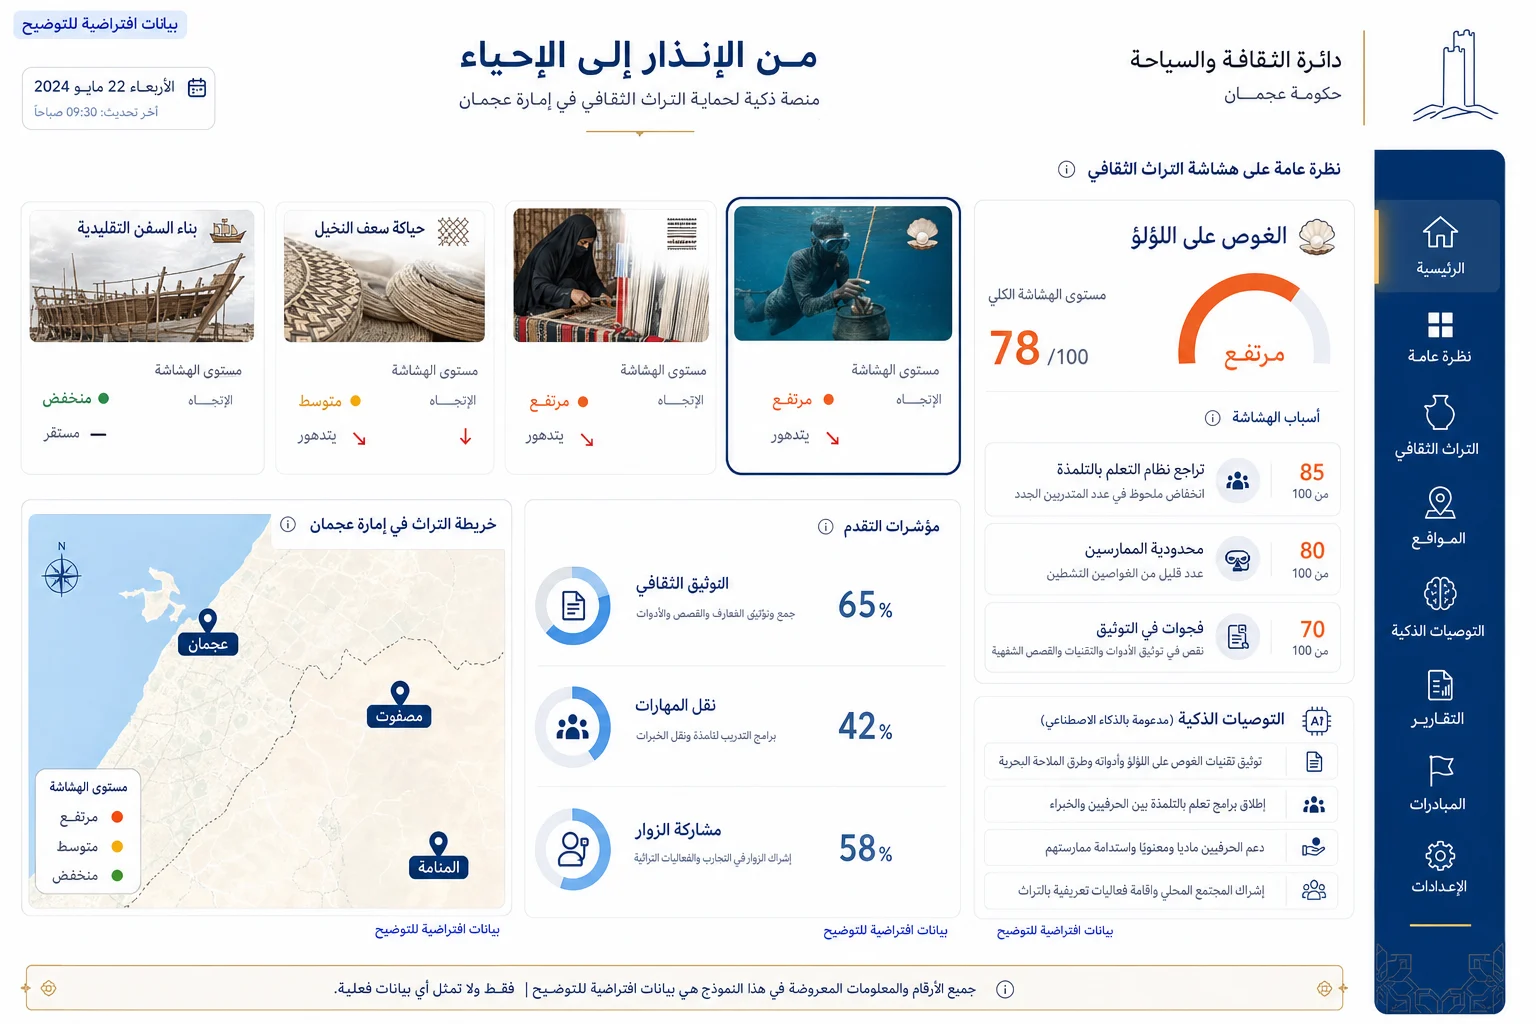 بيانات افتراضية للتوضيح
الأربعاء 22 مايو 2024
آخر تحديث: 09:30 صباحاً
من الإنذار إلى الإحياء
منصة ذكية لحماية التراث الثقافي في إمارة عجمان
دائرة الثقافة والسياحة
حكومة عجمان
الرئيسية
نظرة عامة
التراث الثقافي
المواقع
التوصيات الذكية
التقارير
المبادرات
الإعدادات
نظرة عامة على هشاشة التراث الثقافي
الغوص على اللؤلؤ
مستوى الهشاشة الكلي
78 /100
مرتفع
أسباب الهشاشة
85 من 100
تراجع نظام التعلم بالتلمذة
انخفاض ملحوظ في عدد المتدربين الجدد
80 من 100
محدودية الممارسين
عدد قليل من الغواصين التشطين
70 من 100
فجوات في التوثيق
نقص في توثيق الأدوات والتقنيات والقصص الشفهية
التوصيات الذكية (مدعومة بالذكاء الاصطناعي)
AI
توثيق تقنيات الغوص على اللؤلؤ وأدواته وطرق الملاحة البحرية
إطلاق برامج تعلم بالتلمذة بين الحرفيين والخبراء
دعم الحرفيين ماديا ومعنويًا واستدامة ممارستهم
إشراك المجتمع المحلي واقامة فعاليات تعريفية بالتراث
بيانات افتراضية للتوضيح
مستوى الهشاشة
الإتجاه
مرتفع
يتدهور
مستوى الهشاشة
الإتجاه
مرتفع
يتدهور
حياكة سعف النخيل
مستوى الهشاشة
الإتجاه
متوسط
يتدهور
بناء السفن التقليدية
مستوى الهشاشة
الإتجاه
منخفض
مستقر
مؤشرات التقدم
التوثيق الثقافي
65%
نقل المهارات
برامج التدريب لتلمذة ونقل الخبرات
42%
مشاركة الزوار
إشراك الزوار في التجارب والفعاليات التراثية
58%
بيانات افتراضية للتوضيح
خريطة التراث في إمارة عجمان
N
عجمان
مصفوت
المنامة
مستوى الهشاشة
مرتفع
متوسط
منخفض
بيانات افتراضية للتوضيح
جميع الأرقام والمعلومات المعروضة في هذا النموذج هي بيانات افتراضية للتوضيح | فقط ولا تمثل أي بيانات فعلية.